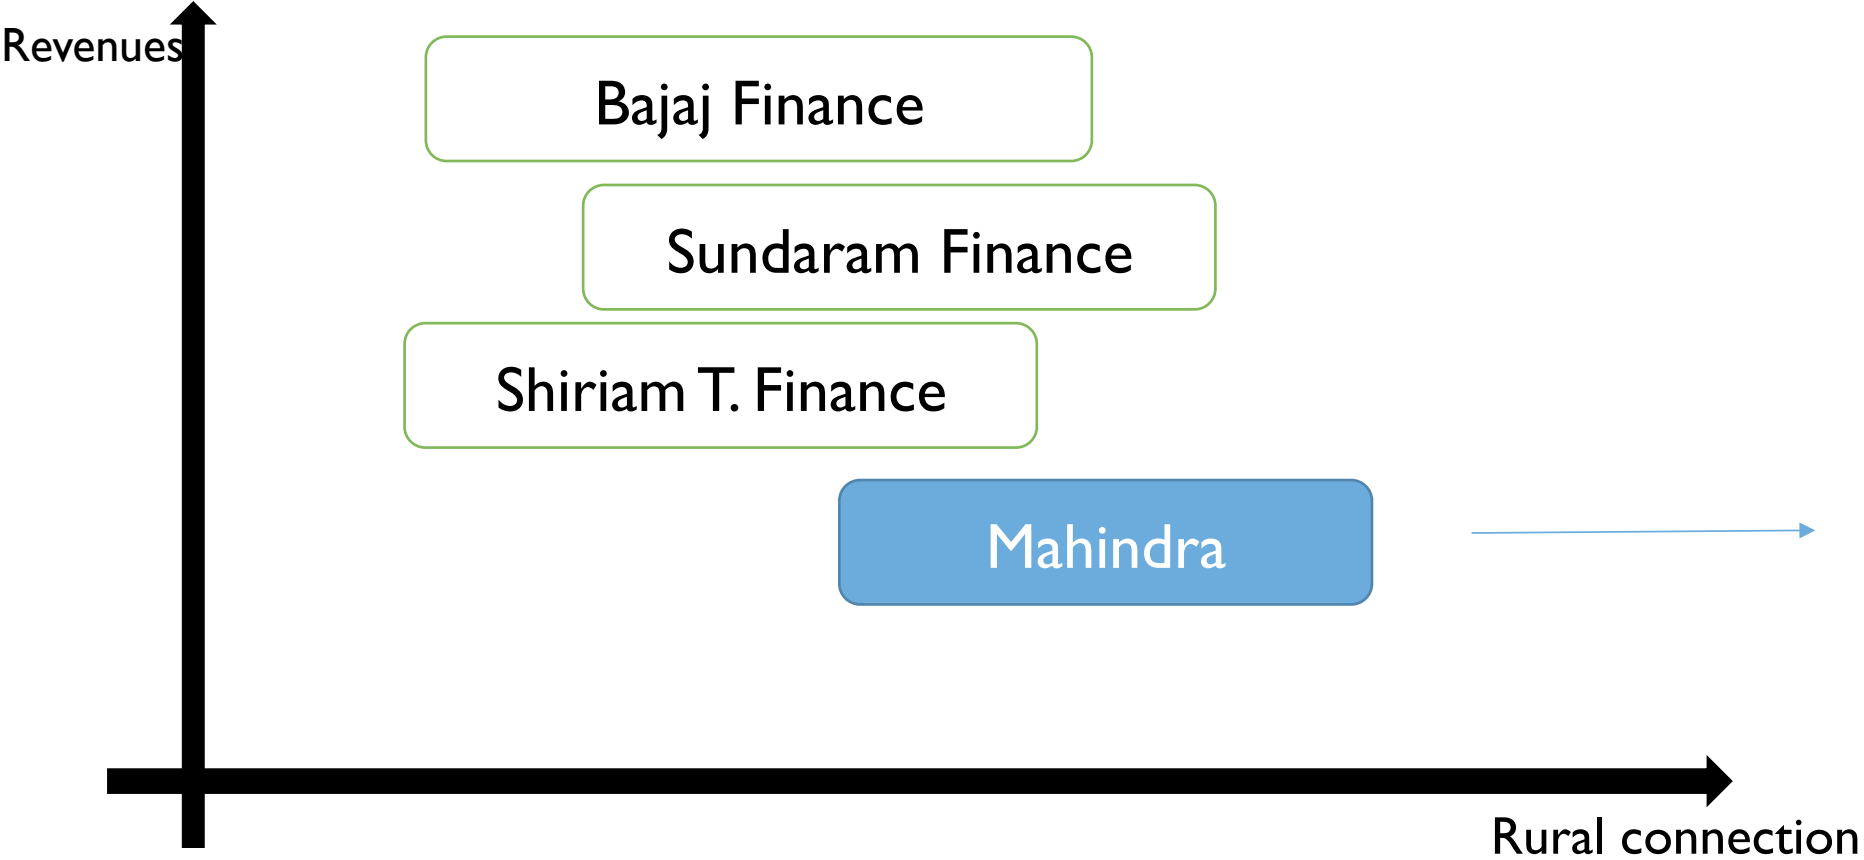 Revenues
Bajaj Finance
Sundaram Finance
Shiriam T. Finance
Mahindra
Rural connection